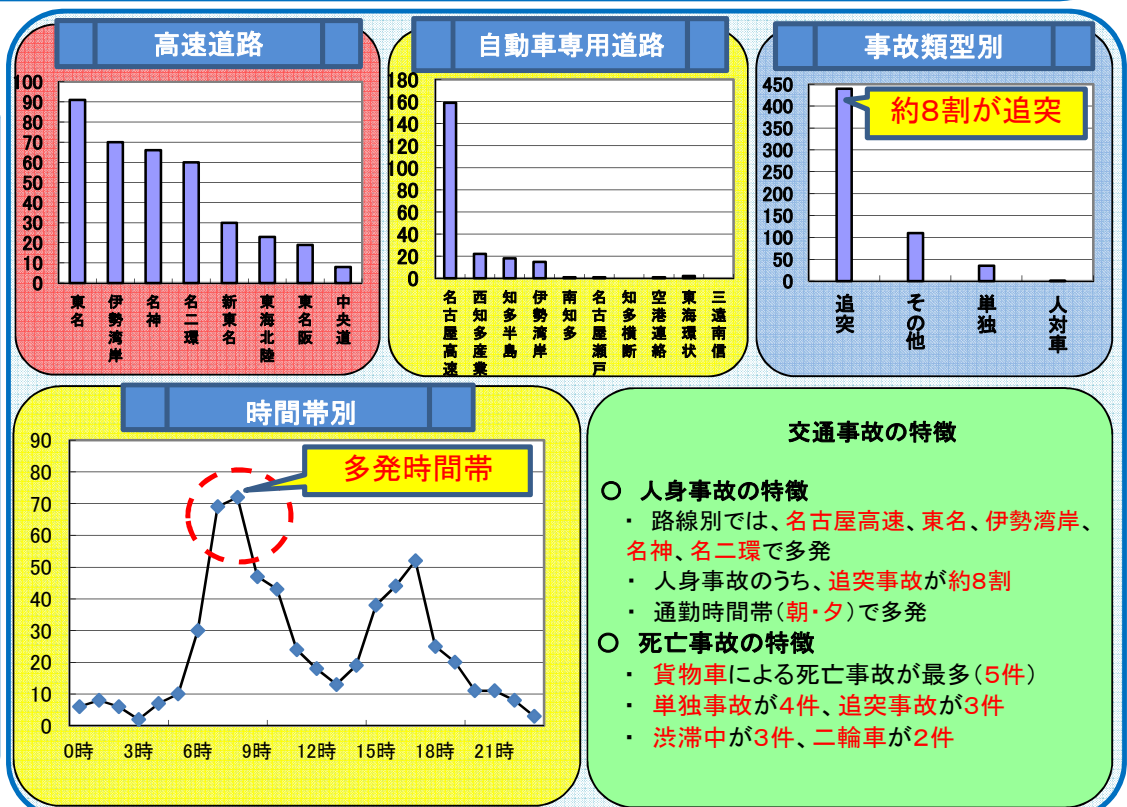 高速道路
100
90
80
70
60
50
40
30
20
10
0
東名
伊勢湾岸
名神
名二環
新東名
東海北陸
東名阪
中央道
自動車専用道路
180
160
140
120
100
80
60
40
20
0
名古屋高速
西知多産業
知多半島
伊勢湾岸
南知多
名古屋瀬戸
知多横断
空港連絡
東海環状
三遠南信
事故類型別
450
400
350
300
250
200
150
100
50
0
約8割が追突
追突
その他
単独
人対車
時間帯別
90
80
70
60
50
40
30
20
10
0
多発時間帯
0時 3時 6時 9時 12時 15時 18時 21時
交通事故の特徴
○ 人身事故の特徴
・ 路線別では、名古屋高速、東名、伊勢湾岸、
名神、名二環で多発
・ 人身事故のうち、追突事故が約8割
・ 通勤時間帯(朝・夕)で多発
○ 死亡事故の特徴
・ 貨物車による死亡事故が最多(5件)
・ 単独事故が4件、追突事故が3件
・ 渋滞中が3件、二輪車が2件